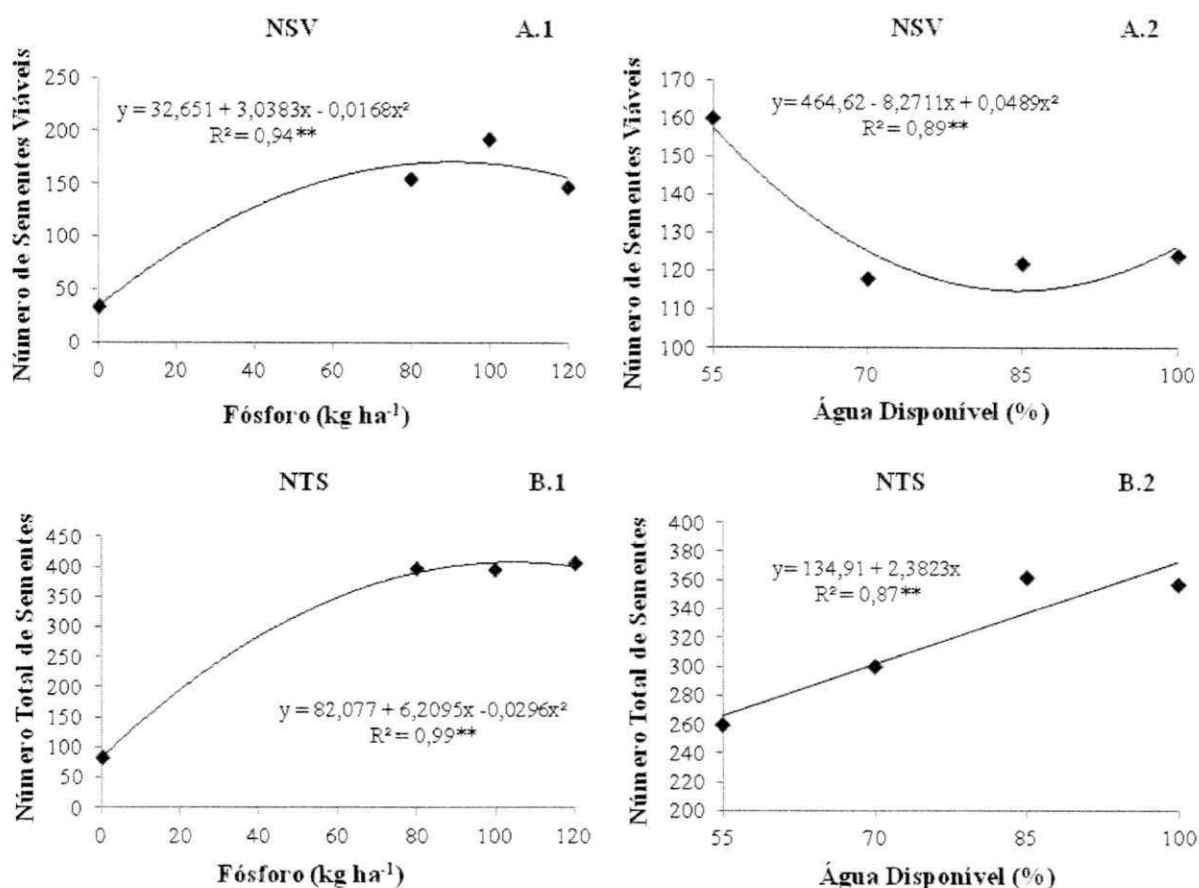 NSV A.1
Número de Sementes Viáveis
250
200
150
100
50
0
y = 32,651 + 3,0383x - 0,0168x²
R² = 0,94**
0 20 40 60 80 100 120
Fósforo (kg ha⁻¹)
NSV A.2
Número de Sementes Viáveis
170
160
150
140
130
120
110
100
y = 464,62 - 8,2711x + 0,0489x²
R² = 0,89**
55 70 85 100
Água Disponível (%)
NTS B.1
Número Total de Sementes
450
400
350
300
250
200
150
100
50
0
y = 82,077 + 6,2095x -0,0296x²
R² = 0,99**
0 20 40 60 80 100 120
Fósforo (kg ha⁻¹)
NTS B.2
Número Total de Sementes
400
380
360
340
320
300
280
260
240
220
200
y= 134,91 + 2,3823x
R² = 0,87**
55 70 85 100
Água Disponível (%)